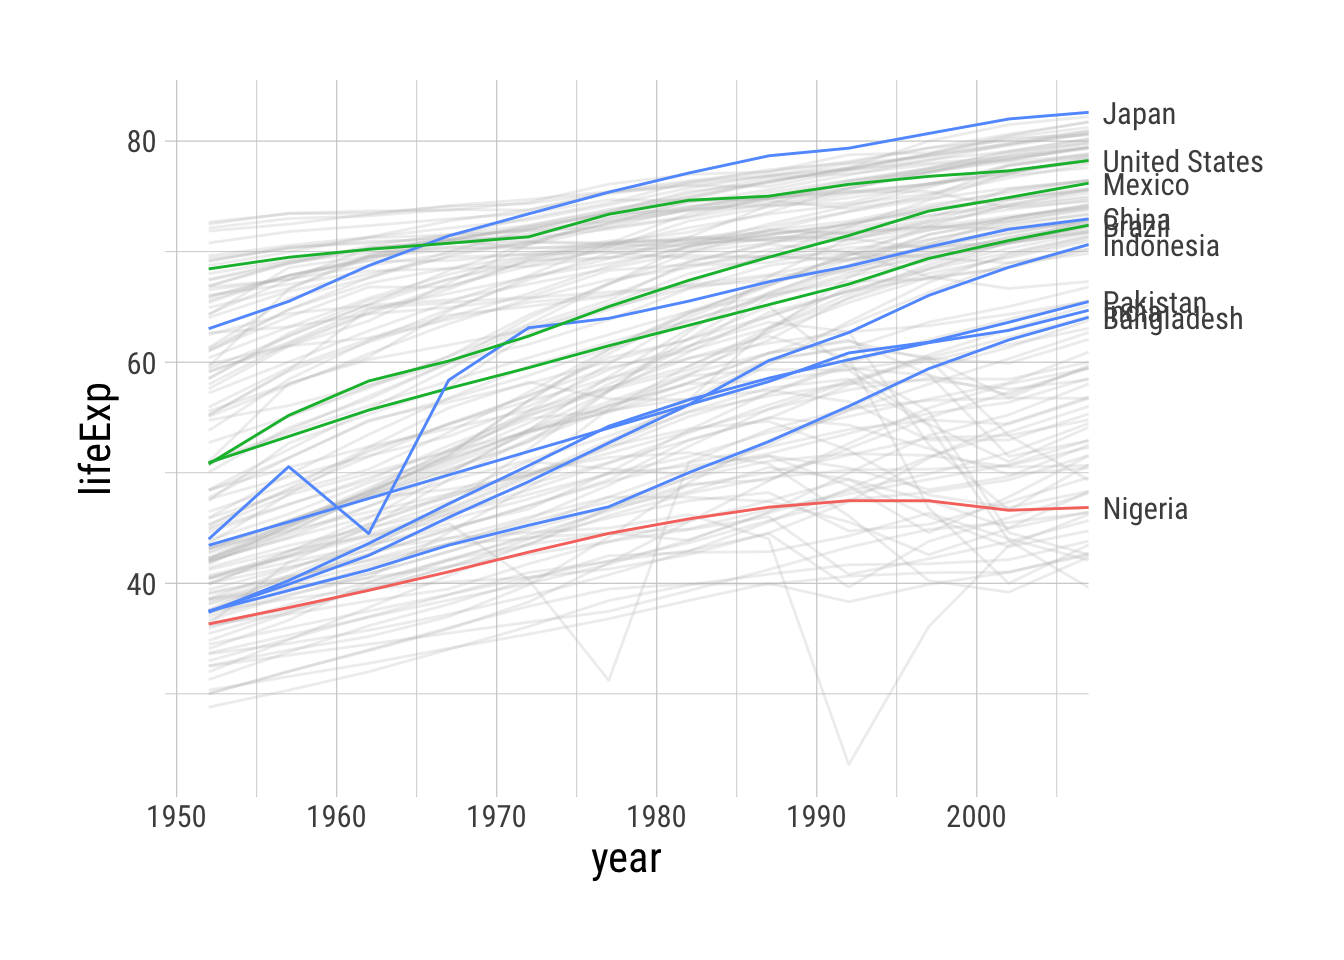 Japan
80
United States
Mexico
China
Brazil
Indonesia
Pakistan
India
Bangladesh
60
lifeExp
Nigeria
40
1950 1960 1970 1980 1990 2000
year